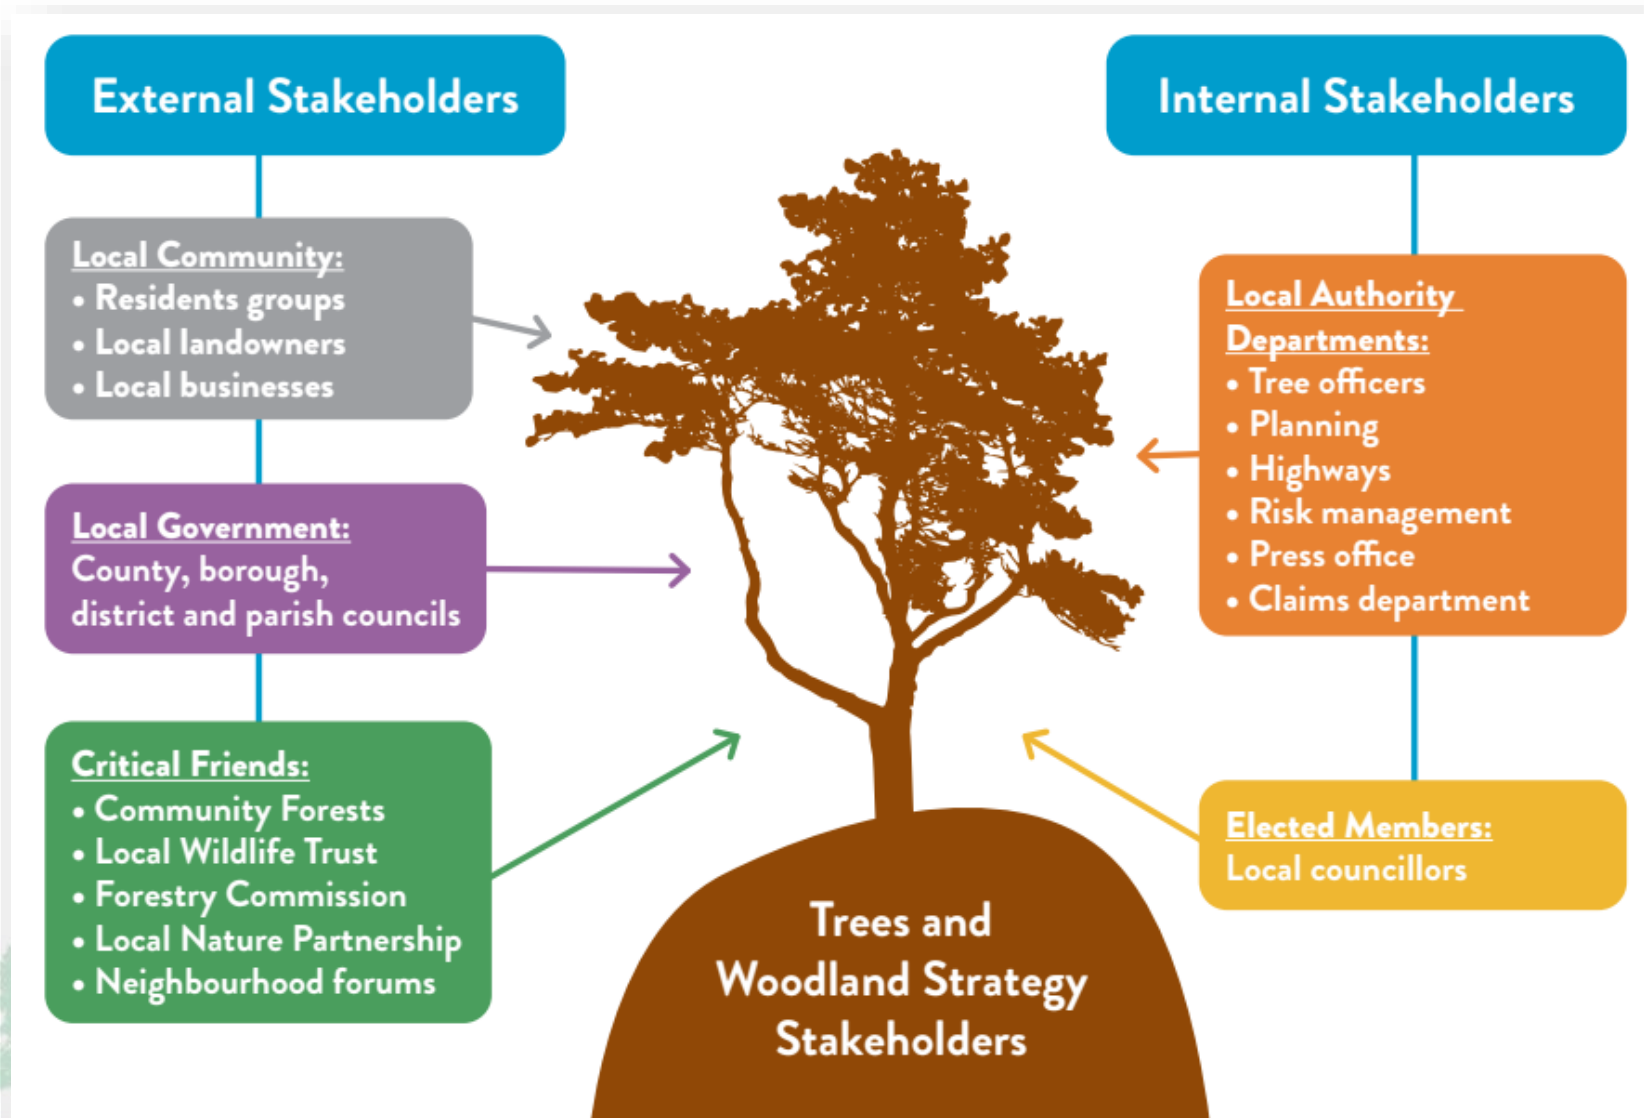 External Stakeholders
Local Community:
• Residents groups
• Local landowners
• Local businesses
Local Government:
County, borough,
district and parish councils
Critical Friends:
• Community Forests
• Local Wildlife Trust
• Forestry Commission
• Local Nature Partnership
• Neighbourhood forums
Trees and
Woodland Strategy
Stakeholders
Internal Stakeholders
Local Authority
Departments:
• Tree officers
• Planning
• Highways
• Risk management
• Press office
• Claims department
Elected Members:
Local councillors